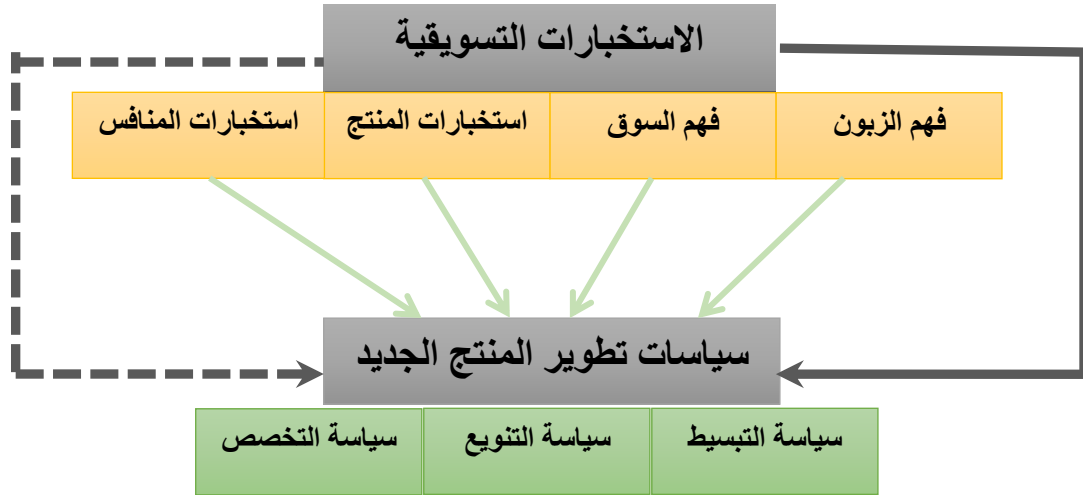 الاستخبارات التسويقية
فهم الزبون
فهم السوق
استخبارات المنتج
استخبارات المنافس
سياسات تطوير المنتج الجديد
سياسة التبسيط
سياسة التنويع
سياسة التخصص